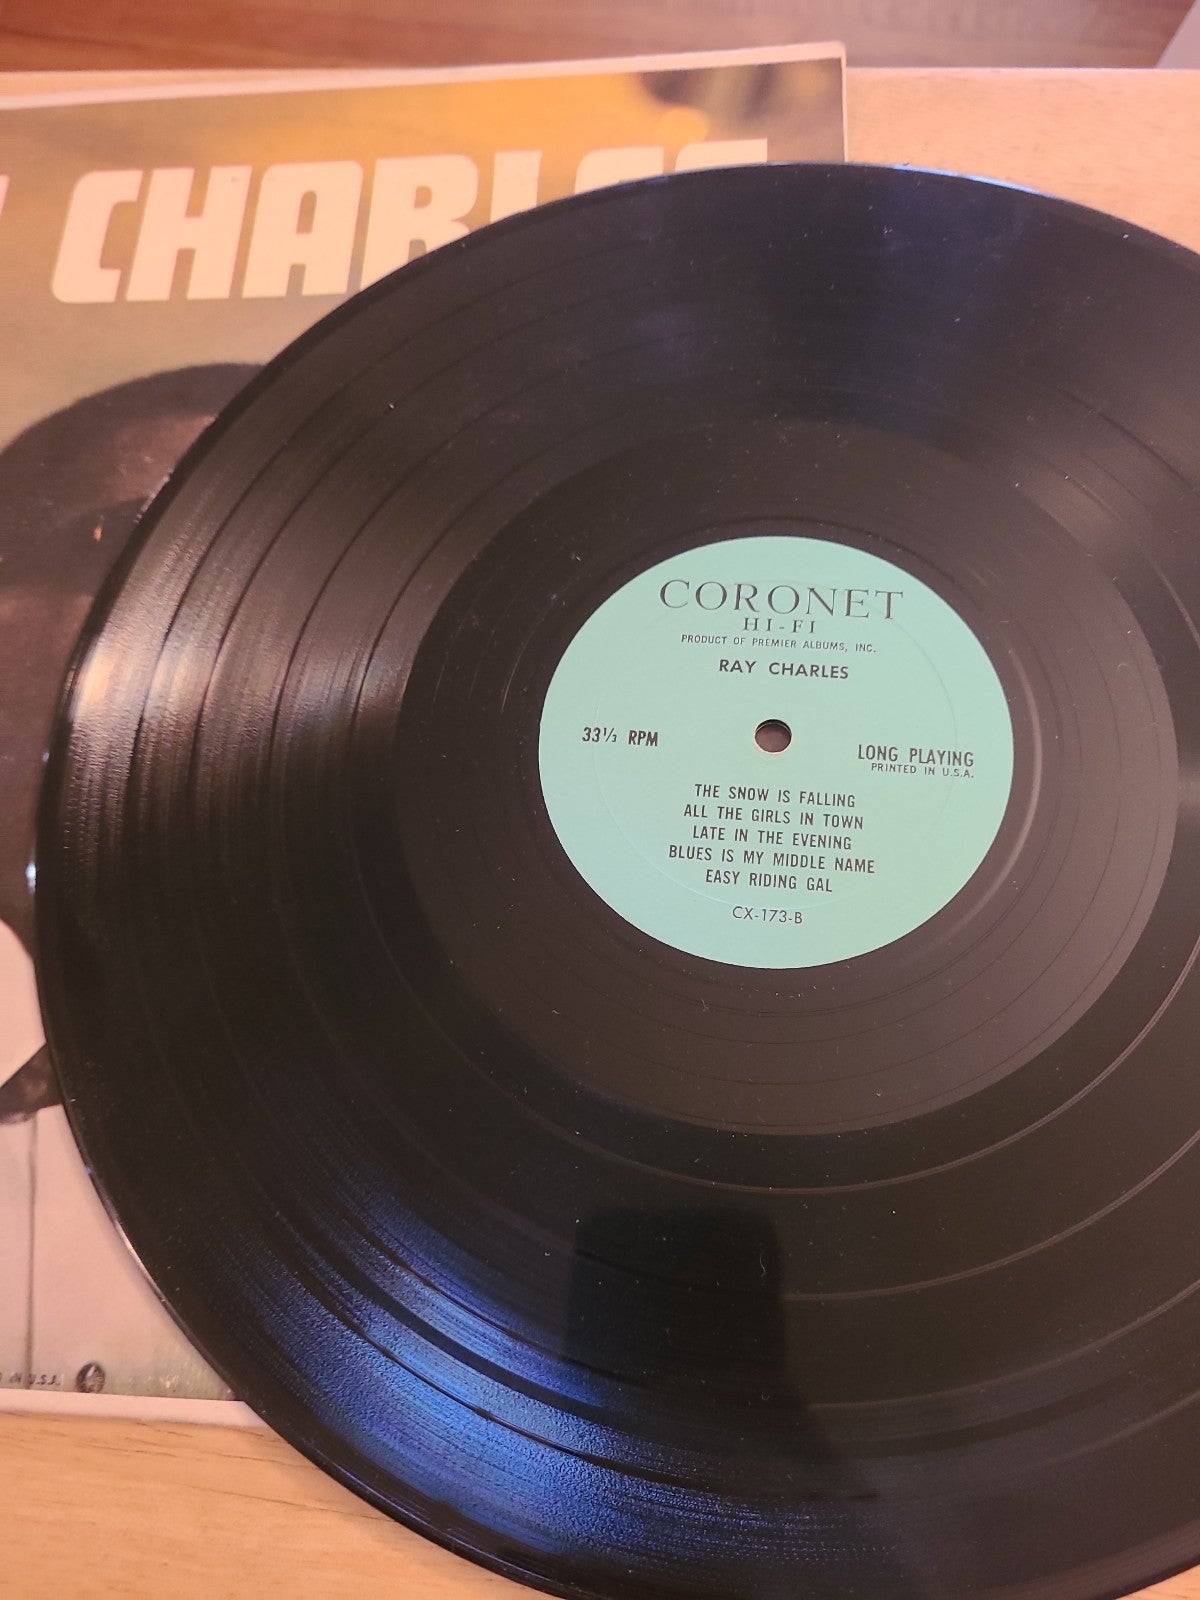 CHARLES
CORONET
HI-FI
PRODUCT OF PREMIER ALBUMS, INC.
RAY CHARLES
33⅓ RPM
LONG PLAYING
PRINTED IN U.S.A.
THE SNOW IS FALLING
ALL THE GIRLS IN TOWN
LATE IN THE EVENING
BLUES IS MY MIDDLE NAME
EASY RIDING GAL
CX-173-B
IN U.S.A.